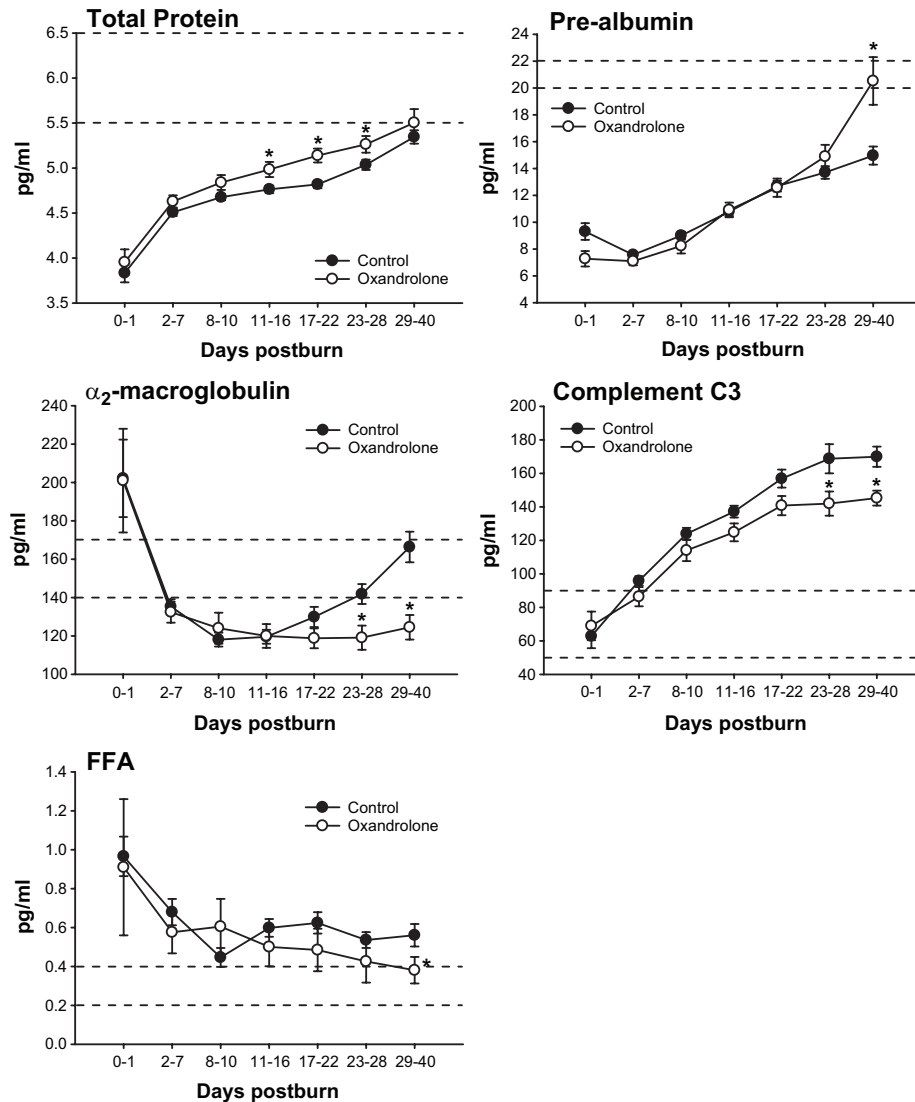 Total Protein
6.5
6.0
5.5
5.0
4.5
4.0
3.5
pg/ml
* * *
Control
Oxandrolone
0-1 2-7 8-10 11-16 17-22 23-28 29-40
Days postburn
Pre-albumin
24
22
20
18
16
14
12
10
8
6
4
pg/ml
*
Control
Oxandrolone
0-1 2-7 8-10 11-16 17-22 23-28 29-40
Days postburn
α2-macroglobulin
240
220
200
180
160
140
120
100
pg/ml
Control
Oxandrolone
* *
0-1 2-7 8-10 11-16 17-22 23-28 29-40
Days postburn
Complement C3
200
180
160
140
120
100
80
60
40
pg/ml
Control
Oxandrolone
* *
0-1 2-7 8-10 11-16 17-22 23-28 29-40
Days postburn
FFA
1.4
1.2
1.0
0.8
0.6
0.4
0.2
0.0
pg/ml
Control
Oxandrolone
*
0-1 2-7 8-10 11-16 17-22 23-28 29-40
Days postburn